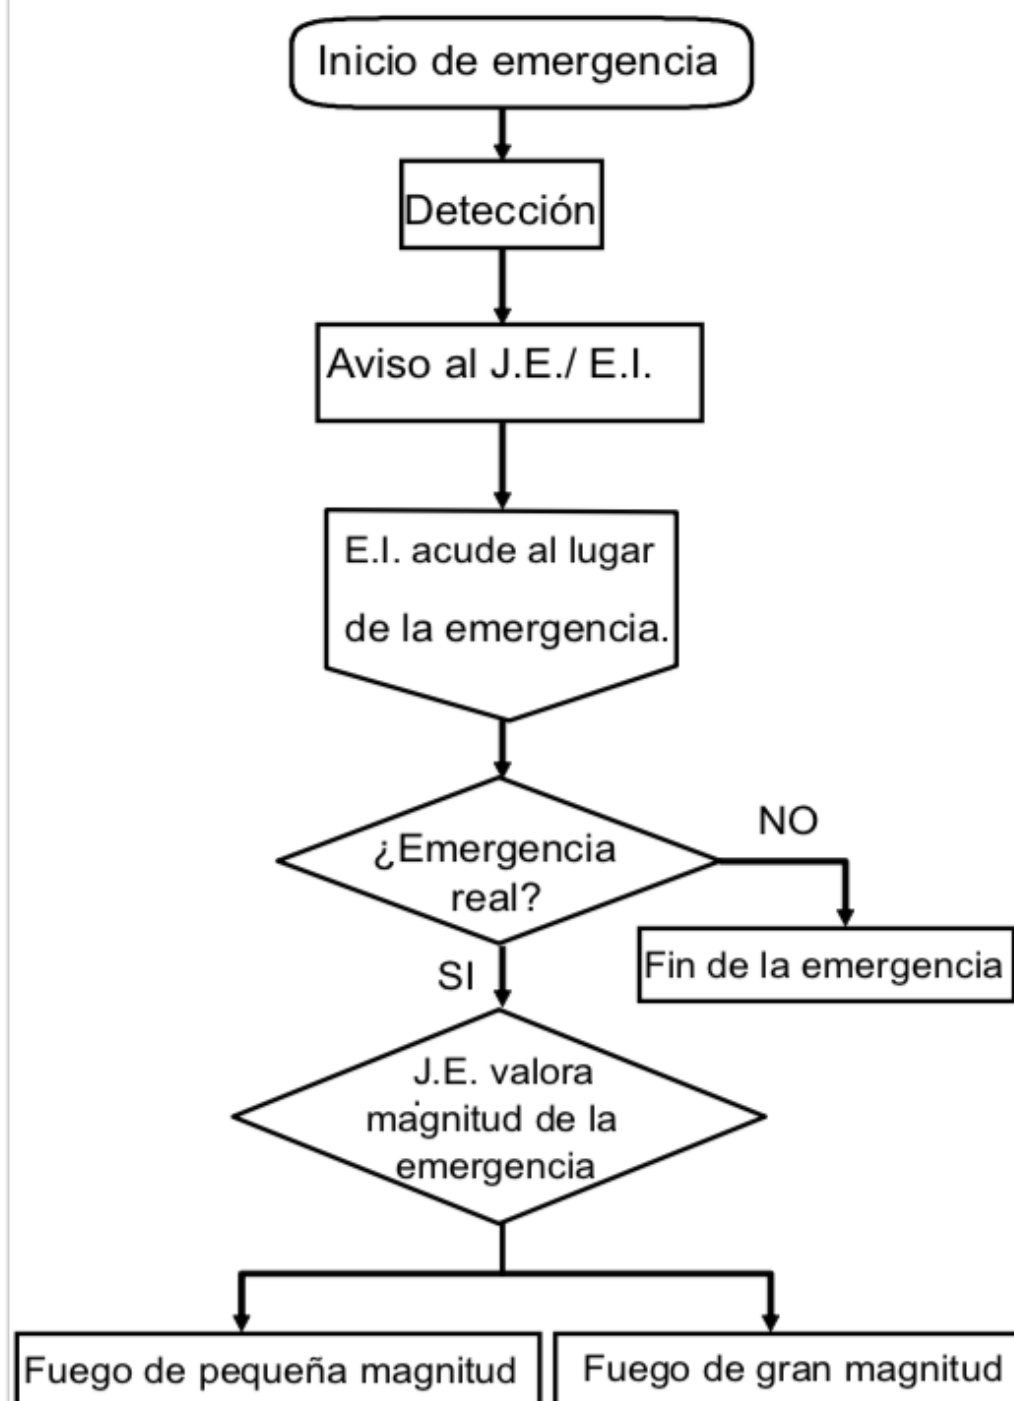 Inicio de emergencia
Detección
Aviso al J.E./ E.I.
E.I. acude al lugar
de la emergencia.
¿Emergencia
real?
NO
Fin de la emergencia
SI
J.E. valora
magnitud de la
emergencia
Fuego de pequeña magnitud
Fuego de gran magnitud